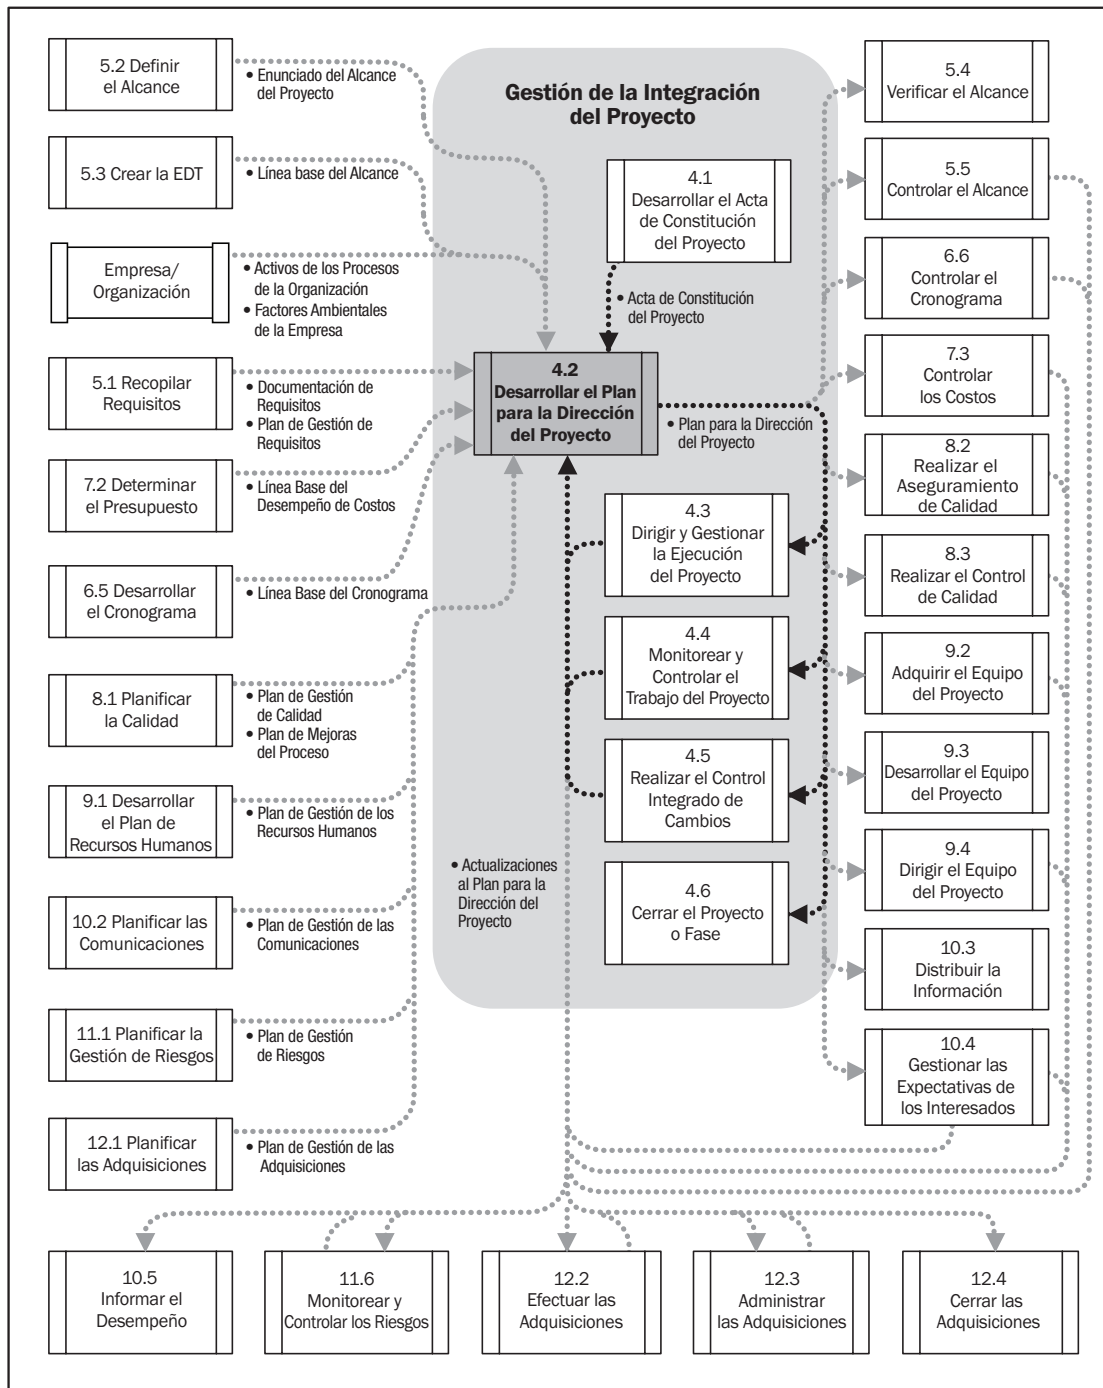 5.2 Definir
el Alcance
• Enunciado del Alcance
del Proyecto
5.3 Crear la EDT
• Línea base del Alcance
Empresa/
Organización
• Activos de los Procesos
de la Organización
• Factores Ambientales
de la Empresa
5.1 Recopilar
Requisitos
• Documentación de
Requisitos
• Plan de Gestión de
Requisitos
7.2 Determinar
el Presupuesto
• Línea Base del
Desempeño de Costos
6.5 Desarrollar
el Cronograma
• Línea Base del Cronograma
8.1 Planificar
la Calidad
• Plan de Gestión
de Calidad
• Plan de Mejoras
del Proceso
9.1 Desarrollar
el Plan de
Recursos Humanos
• Plan de Gestión de los
Recursos Humanos
10.2 Planificar las
Comunicaciones
• Plan de Gestión de las
Comunicaciones
11.1 Planificar la
Gestión de Riesgos
• Plan de Gestión
de Riesgos
12.1 Planificar
las Adquisiciones
• Plan de Gestión de las
Adquisiciones
Gestión de la Integración
del Proyecto
4.1
Desarrollar el Acta
de Constitución
del Proyecto
• Acta de Constitución
del Proyecto
4.2
Desarrollar el Plan
para la Dirección
del Proyecto
• Plan para la Dirección
del Proyecto
4.3
Dirigir y Gestionar
la Ejecución
del Proyecto
4.4
Monitorear y
Controlar el
Trabajo del Proyecto
4.5
Realizar el Control
Integrado de
Cambios
• Actualizaciones
al Plan para la
Dirección del
Proyecto
4.6
Cerrar el Proyecto
o Fase
5.4
Verificar el Alcance
5.5
Controlar el Alcance
6.6
Controlar el
Cronograma
7.3
Controlar
los Costos
8.2
Realizar el
Aseguramiento
de Calidad
8.3
Realizar el Control
de Calidad
9.2
Adquirir el Equipo
del Proyecto
9.3
Desarrollar el Equipo
del Proyecto
9.4
Dirigir el Equipo
del Proyecto
10.3
Distribuir la
Información
10.4
Gestionar las
Expectativas de
los Interesados
10.5
Informar el
Desempeño
11.6
Monitorear y
Controlar los Riesgos
12.2
Efectuar las
Adquisiciones
12.3
Administrar
las Adquisiciones
12.4
Cerrar las
Adquisiciones